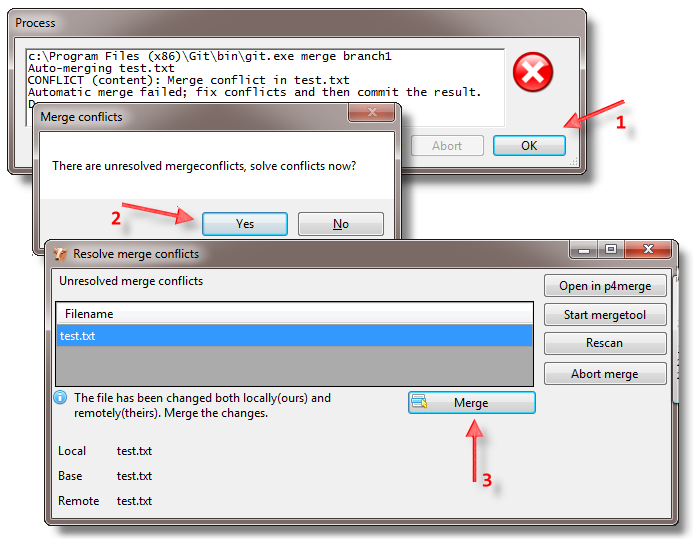 Process
c:\Program Files (x86)\Git\bin\git.exe merge branch1
Auto-merging test.txt
CONFLICT (content): Merge conflict in test.txt
Automatic merge failed; fix conflicts and then commit the result.
D
1
Abort
OK
Merge conflicts
There are unresolved mergeconflicts, solve conflicts now?
2
Yes
No
Resolve merge conflicts
Unresolved merge conflicts
Open in p4merge
Filename
Start mergetool
test.txt
Rescan
Abort merge
The file has been changed both locally(ours) and
remotely(theirs). Merge the changes.
Merge
Local test.txt
Base test.txt
3
Remote test.txt